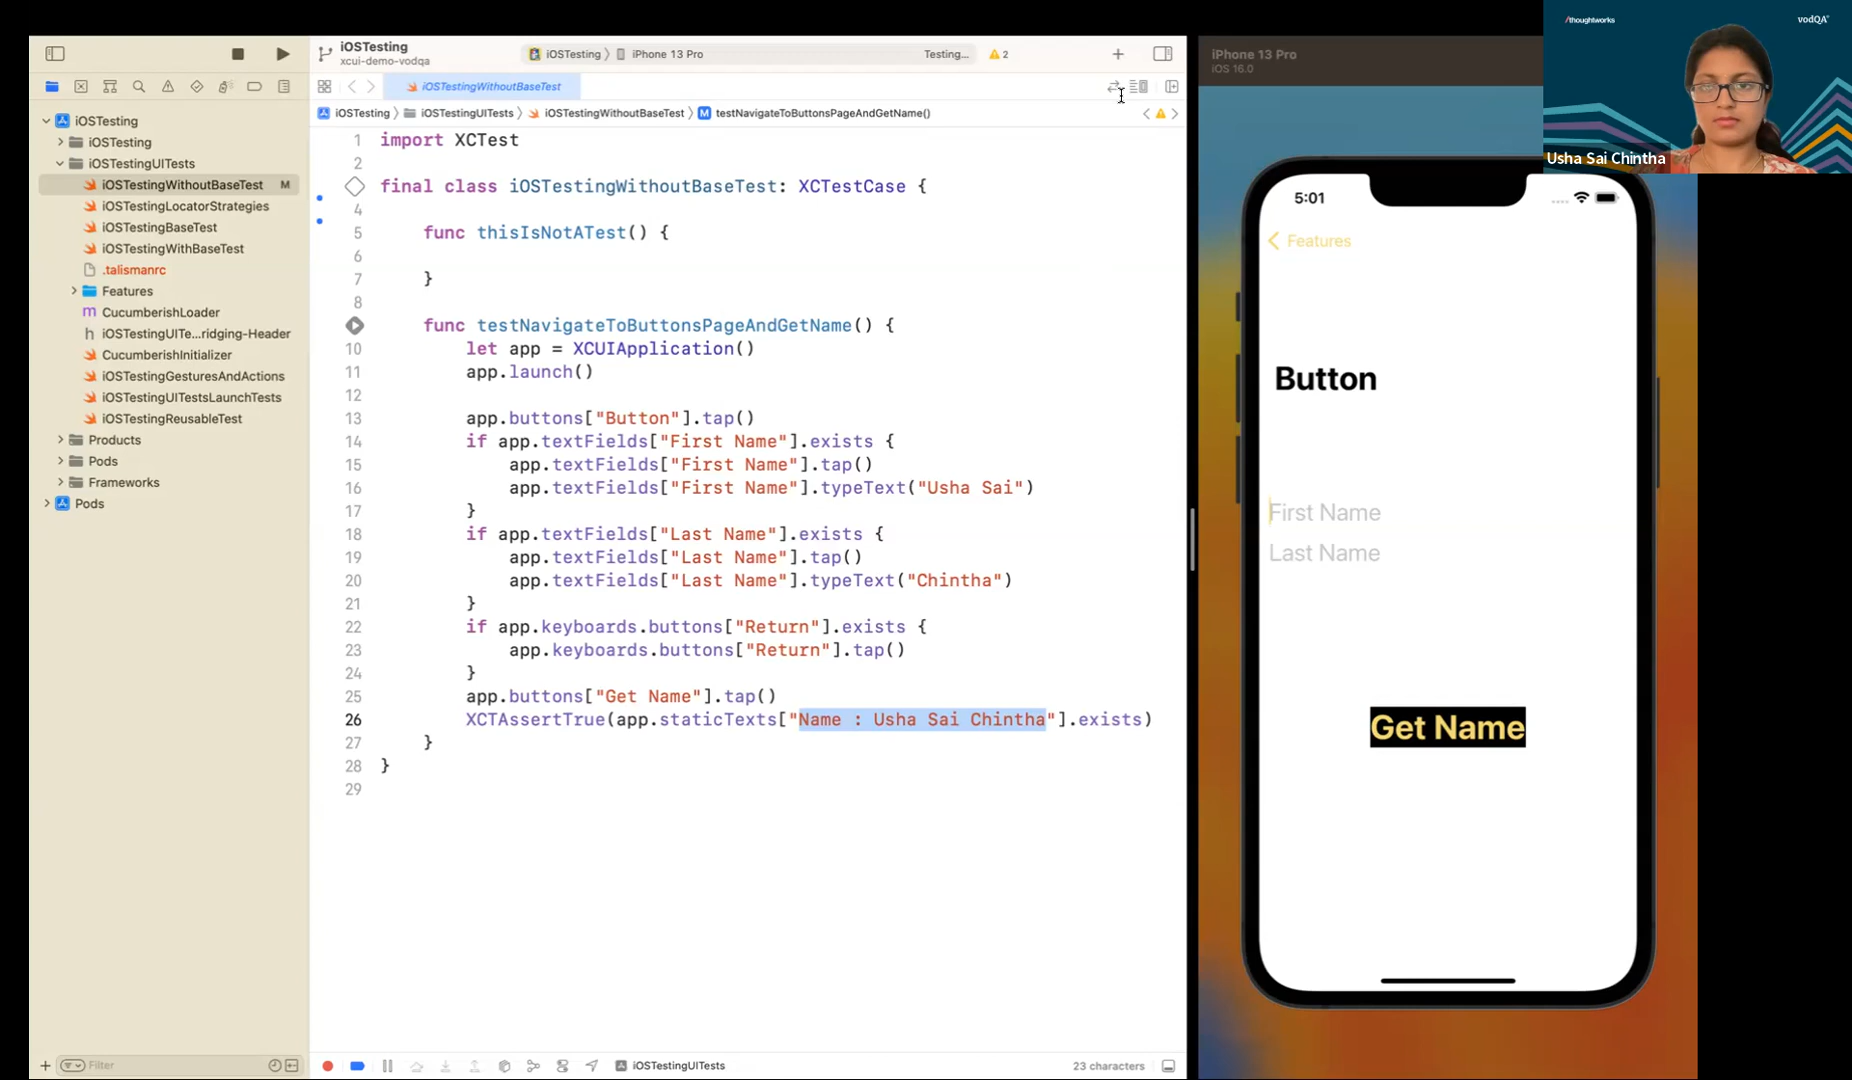 iOSTesting
xcui-demo-vodqa
iOSTesting
iPhone 13 Pro
Testing...
2
iOSTestingWithoutBaseTest
iOSTesting
iOSTestingUITests
iOSTestingWithoutBaseTest
M
testNavigateToButtonsPageAndGetName()
iOSTesting
iOSTesting
iOSTestingUITests
iOSTestingWithoutBaseTest M
iOSTestingLocatorStrategies
iOSTestingBaseTest
iOSTestingWithBaseTest
.talismanrc
Features
m CucumberishLoader
h iOSTestingUITe...ridging-Header
CucumberishInitializer
iOSTestingGesturesAndActions
iOSTestingUITestsLaunchTests
iOSTestingReusableTest
Products
Pods
Frameworks
Pods
Filter
1 import XCTest
2
final class iOSTestingWithoutBaseTest: XCTestCase {
4
5 func thisIsNotATest() {
6
7 }
8
func testNavigateToButtonsPageAndGetName() {
10 let app = XCUIApplication()
11 app.launch()
12
13 app.buttons["Button"].tap()
14 if app.textFields["First Name"].exists {
15 app.textFields["First Name"].tap()
16 app.textFields["First Name"].typeText("Usha Sai")
17 }
18 if app.textFields["Last Name"].exists {
19 app.textFields["Last Name"].tap()
20 app.textFields["Last Name"].typeText("Chintha")
21 }
22 if app.keyboards.buttons["Return"].exists {
23 app.keyboards.buttons["Return"].tap()
24 }
25 app.buttons["Get Name"].tap()
26 XCTAssertTrue(app.staticTexts["Name : Usha Sai Chintha"].exists)
27 }
28 }
29
iOSTestingUITests
23 characters
iPhone 13 Pro
iOS 16.0
5:01
Features
Button
First Name
Last Name
Get Name
/thoughtworks
vodQA
Usha Sai Chintha